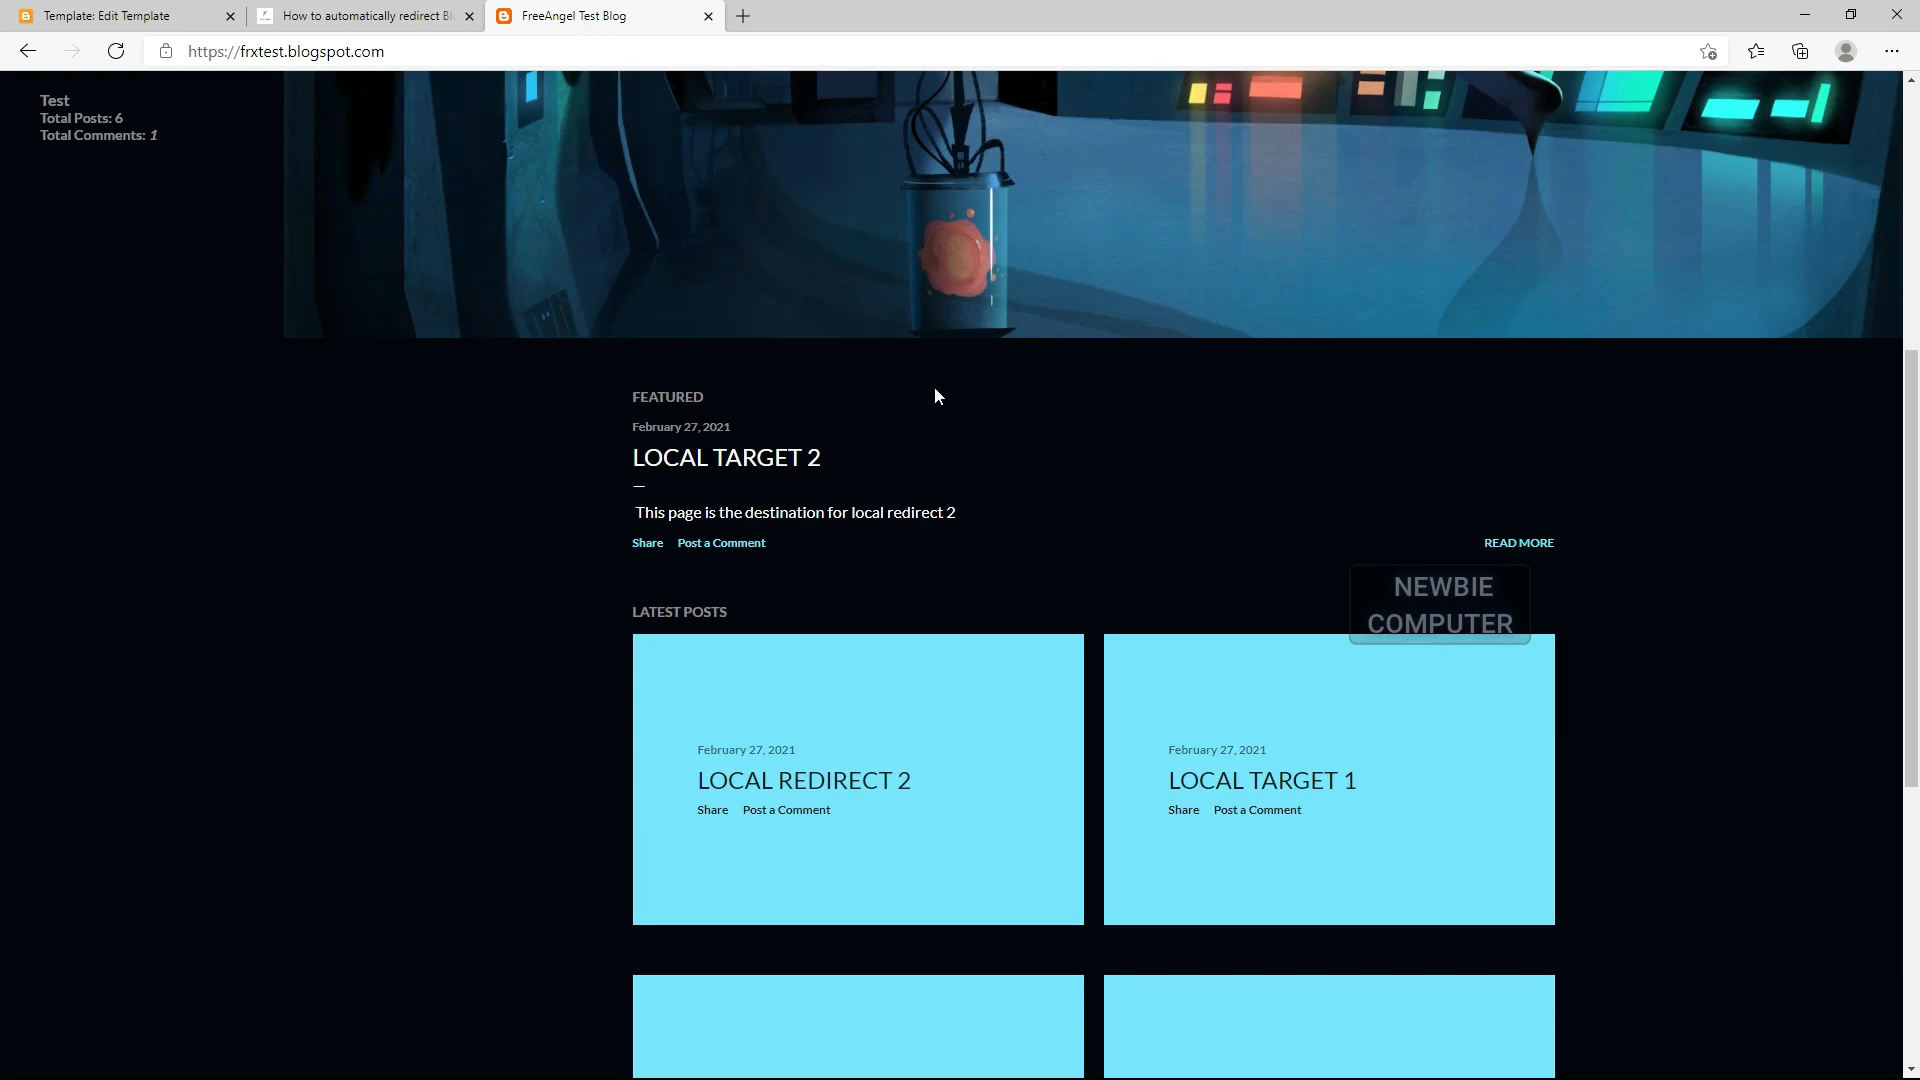 Template: Edit Template
How to automatically redirect Bl
FreeAngel Test Blog
https://frxtest.blogspot.com
Test
Total Posts: 6
Total Comments: 1
FEATURED
February 27, 2021
LOCAL TARGET 2
This page is the destination for local redirect 2
Share Post a Comment
READ MORE
NEWBIE
COMPUTER
LATEST POSTS
February 27, 2021
LOCAL REDIRECT 2
Share Post a Comment
February 27, 2021
LOCAL TARGET 1
Share Post a Comment